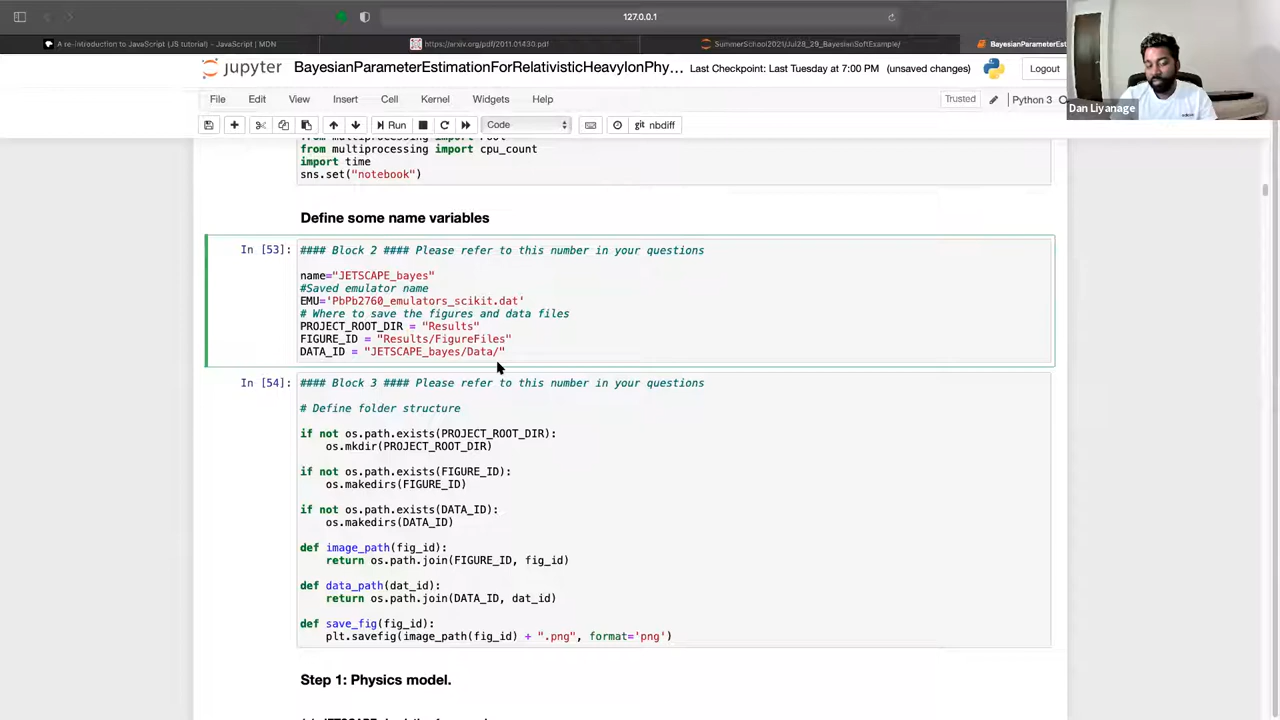 127.0.0.1
A re-introduction to JavaScript (JS tutorial) - JavaScript | MDN
https://arxiv.org/pdf/2011.01430.pdf
SummerSchool2021/Jul28_29_BayesianSoftExample/
BayesianParameterEst
jupyter BayesianParameterEstimationForRelativisticHeavyIonPhy... Last Checkpoint: Last Tuesday at 7:00 PM (unsaved changes)
Logout
Dan Liyanage
File Edit View Insert Cell Kernel Widgets Help
Trusted
Python 3
Run
Code
git nbdiff
from multiprocessing import
from multiprocessing import cpu_count
import time
sns.set("notebook")
Define some name variables
In [53]:
#### Block 2 #### Please refer to this number in your questions
name="JETSCAPE_bayes"
#Saved emulator name
EMU='PbPb2760_emulators_scikit.dat'
# Where to save the figures and data files
PROJECT_ROOT_DIR = "Results"
FIGURE_ID = "Results/FigureFiles"
DATA_ID = "JETSCAPE_bayes/Data/"
In [54]:
#### Block 3 #### Please refer to this number in your questions
# Define folder structure
if not os.path.exists(PROJECT_ROOT_DIR):
    os.mkdir(PROJECT_ROOT_DIR)
if not os.path.exists(FIGURE_ID):
    os.makedirs(FIGURE_ID)
if not os.path.exists(DATA_ID):
    os.makedirs(DATA_ID)
def image_path(fig_id):
    return os.path.join(FIGURE_ID, fig_id)
def data_path(dat_id):
    return os.path.join(DATA_ID, dat_id)
def save_fig(fig_id):
    plt.savefig(image_path(fig_id) + ".png", format='png')
Step 1: Physics model.